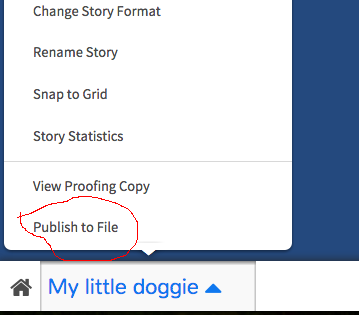 Change Story Format
Rename Story
Snap to Grid
Story Statistics
View Proofing Copy
Publish to File
My little doggie